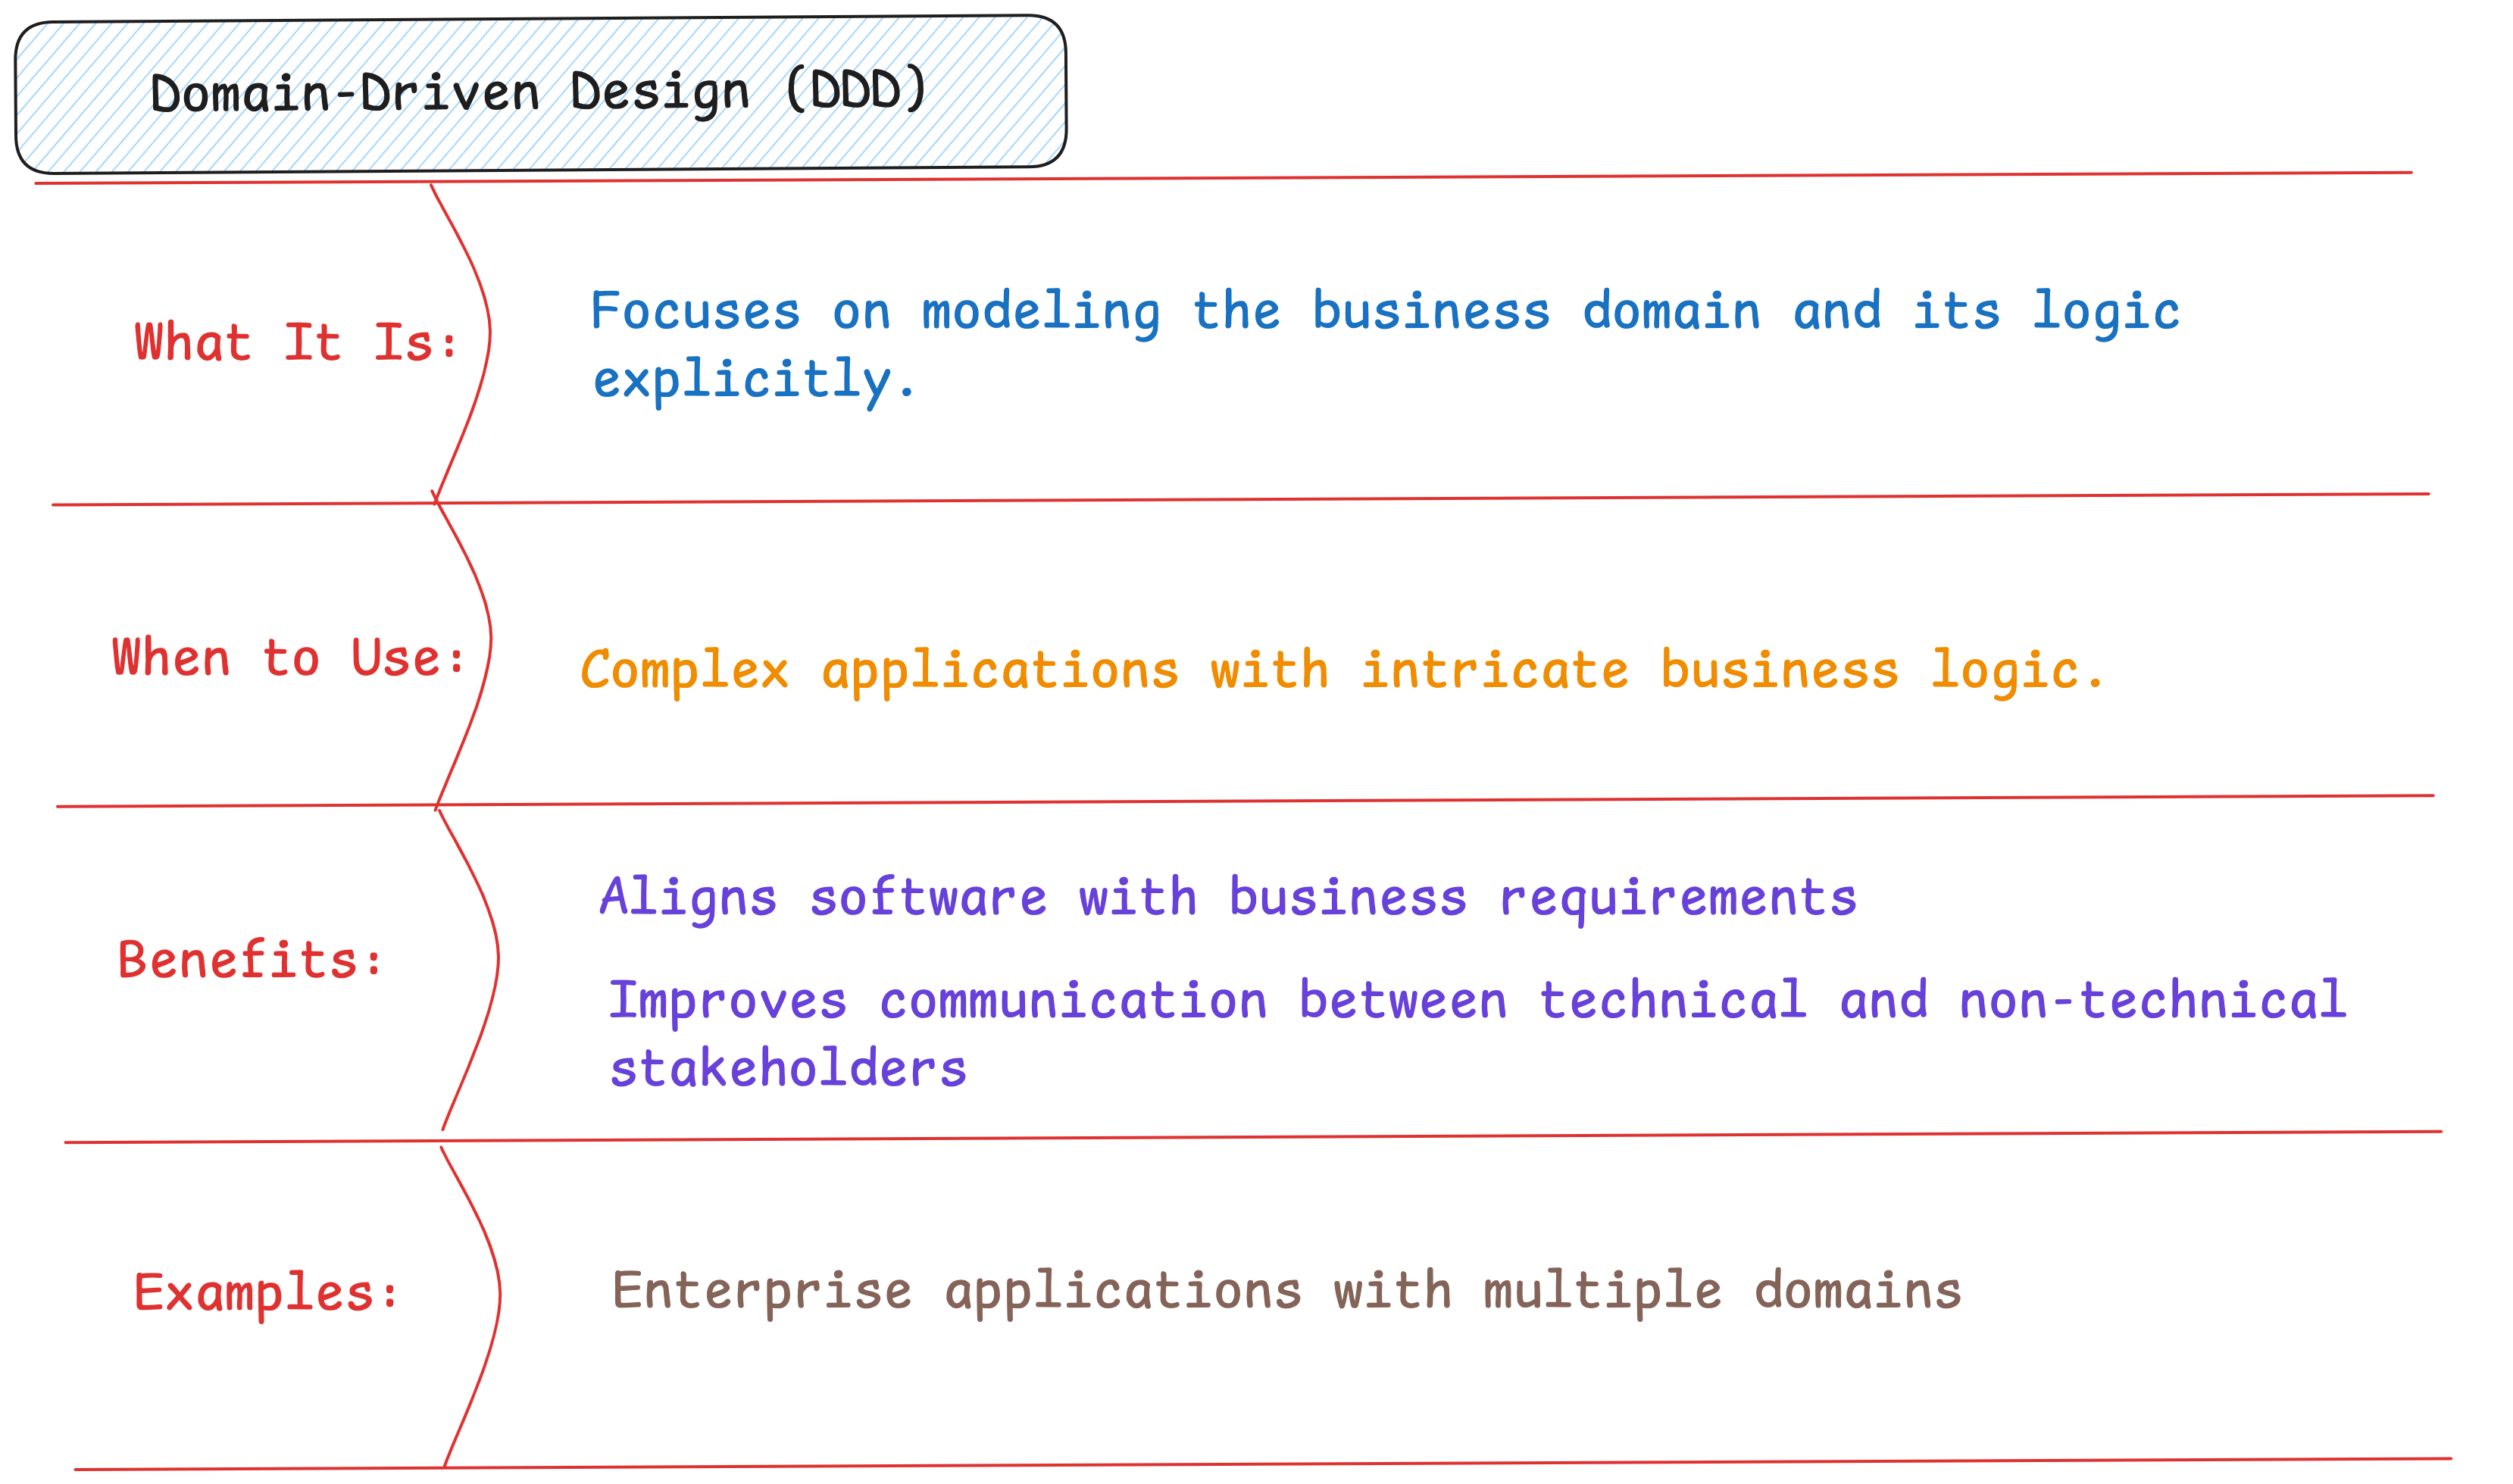 Domain-Driven Design (DDD)
What It Is:
Focuses on modeling the business domain and its logic
explicitly.
When to Use:
Complex applications with intricate business logic.
Benefits:
Aligns software with business requirements
Improves communication between technical and non-technical
stakeholders
Examples:
Enterprise applications with multiple domains